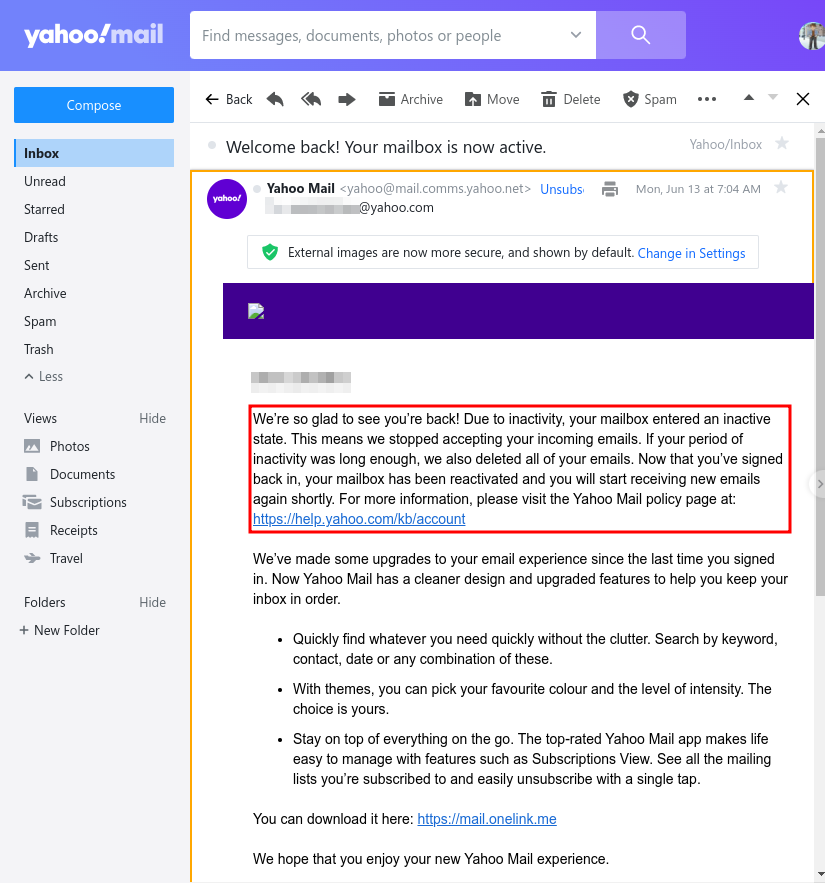 yahoo!mail
Find messages, documents, photos or people
Compose
Inbox
Unread
Starred
Drafts
Sent
Archive
Spam
Trash
Less
Views Hide
Photos
Documents
Subscriptions
Receipts
Travel
Folders Hide
+ New Folder
Back Archive Move Delete Spam
Welcome back! Your mailbox is now active. Yahoo/Inbox
yahoo!
Yahoo Mail <yahoo@mail.comms.yahoo.net> Unsubs Mon, Jun 13 at 7:04 AM
@yahoo.com
External images are now more secure, and shown by default. Change in Settings
We’re so glad to see you’re back! Due to inactivity, your mailbox entered an inactive
state. This means we stopped accepting your incoming emails. If your period of
inactivity was long enough, we also deleted all of your emails. Now that you’ve signed
back in, your mailbox has been reactivated and you will start receiving new emails
again shortly. For more information, please visit the Yahoo Mail policy page at:
https://help.yahoo.com/kb/account
We’ve made some upgrades to your email experience since the last time you signed
in. Now Yahoo Mail has a cleaner design and upgraded features to help you keep your
inbox in order.
• Quickly find whatever you need quickly without the clutter. Search by keyword,
contact, date or any combination of these.
• With themes, you can pick your favourite colour and the level of intensity. The
choice is yours.
• Stay on top of everything on the go. The top-rated Yahoo Mail app makes life
easy to manage with features such as Subscriptions View. See all the mailing
lists you’re subscribed to and easily unsubscribe with a single tap.
You can download it here: https://mail.onelink.me
We hope that you enjoy your new Yahoo Mail experience.